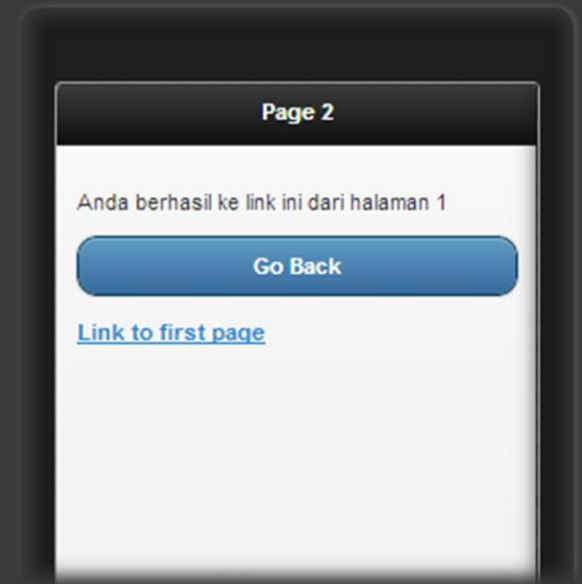 Page 2
Anda berhasil ke link ini dari halaman 1
Go Back
Link to first page